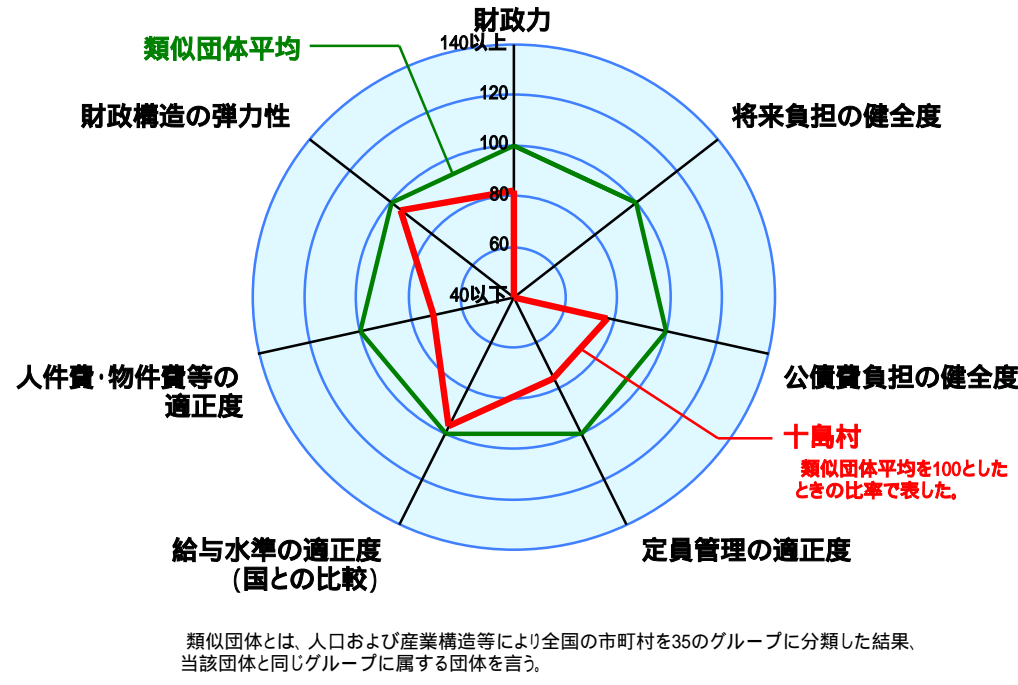 財政力
140以上
類似団体平均
120
財政構造の弾力性
将来負担の健全度
100
80
60
40以下
人件費・物件費等の
適正度
公債費負担の健全度
十島村
類似団体平均を100とした
ときの比率で表した。
給与水準の適正度
(国との比較)
定員管理の適正度
類似団体とは、人口および産業構造等により全国の市町村を35のグループに分類した結果、
当該団体と同じグループに属する団体を言う。